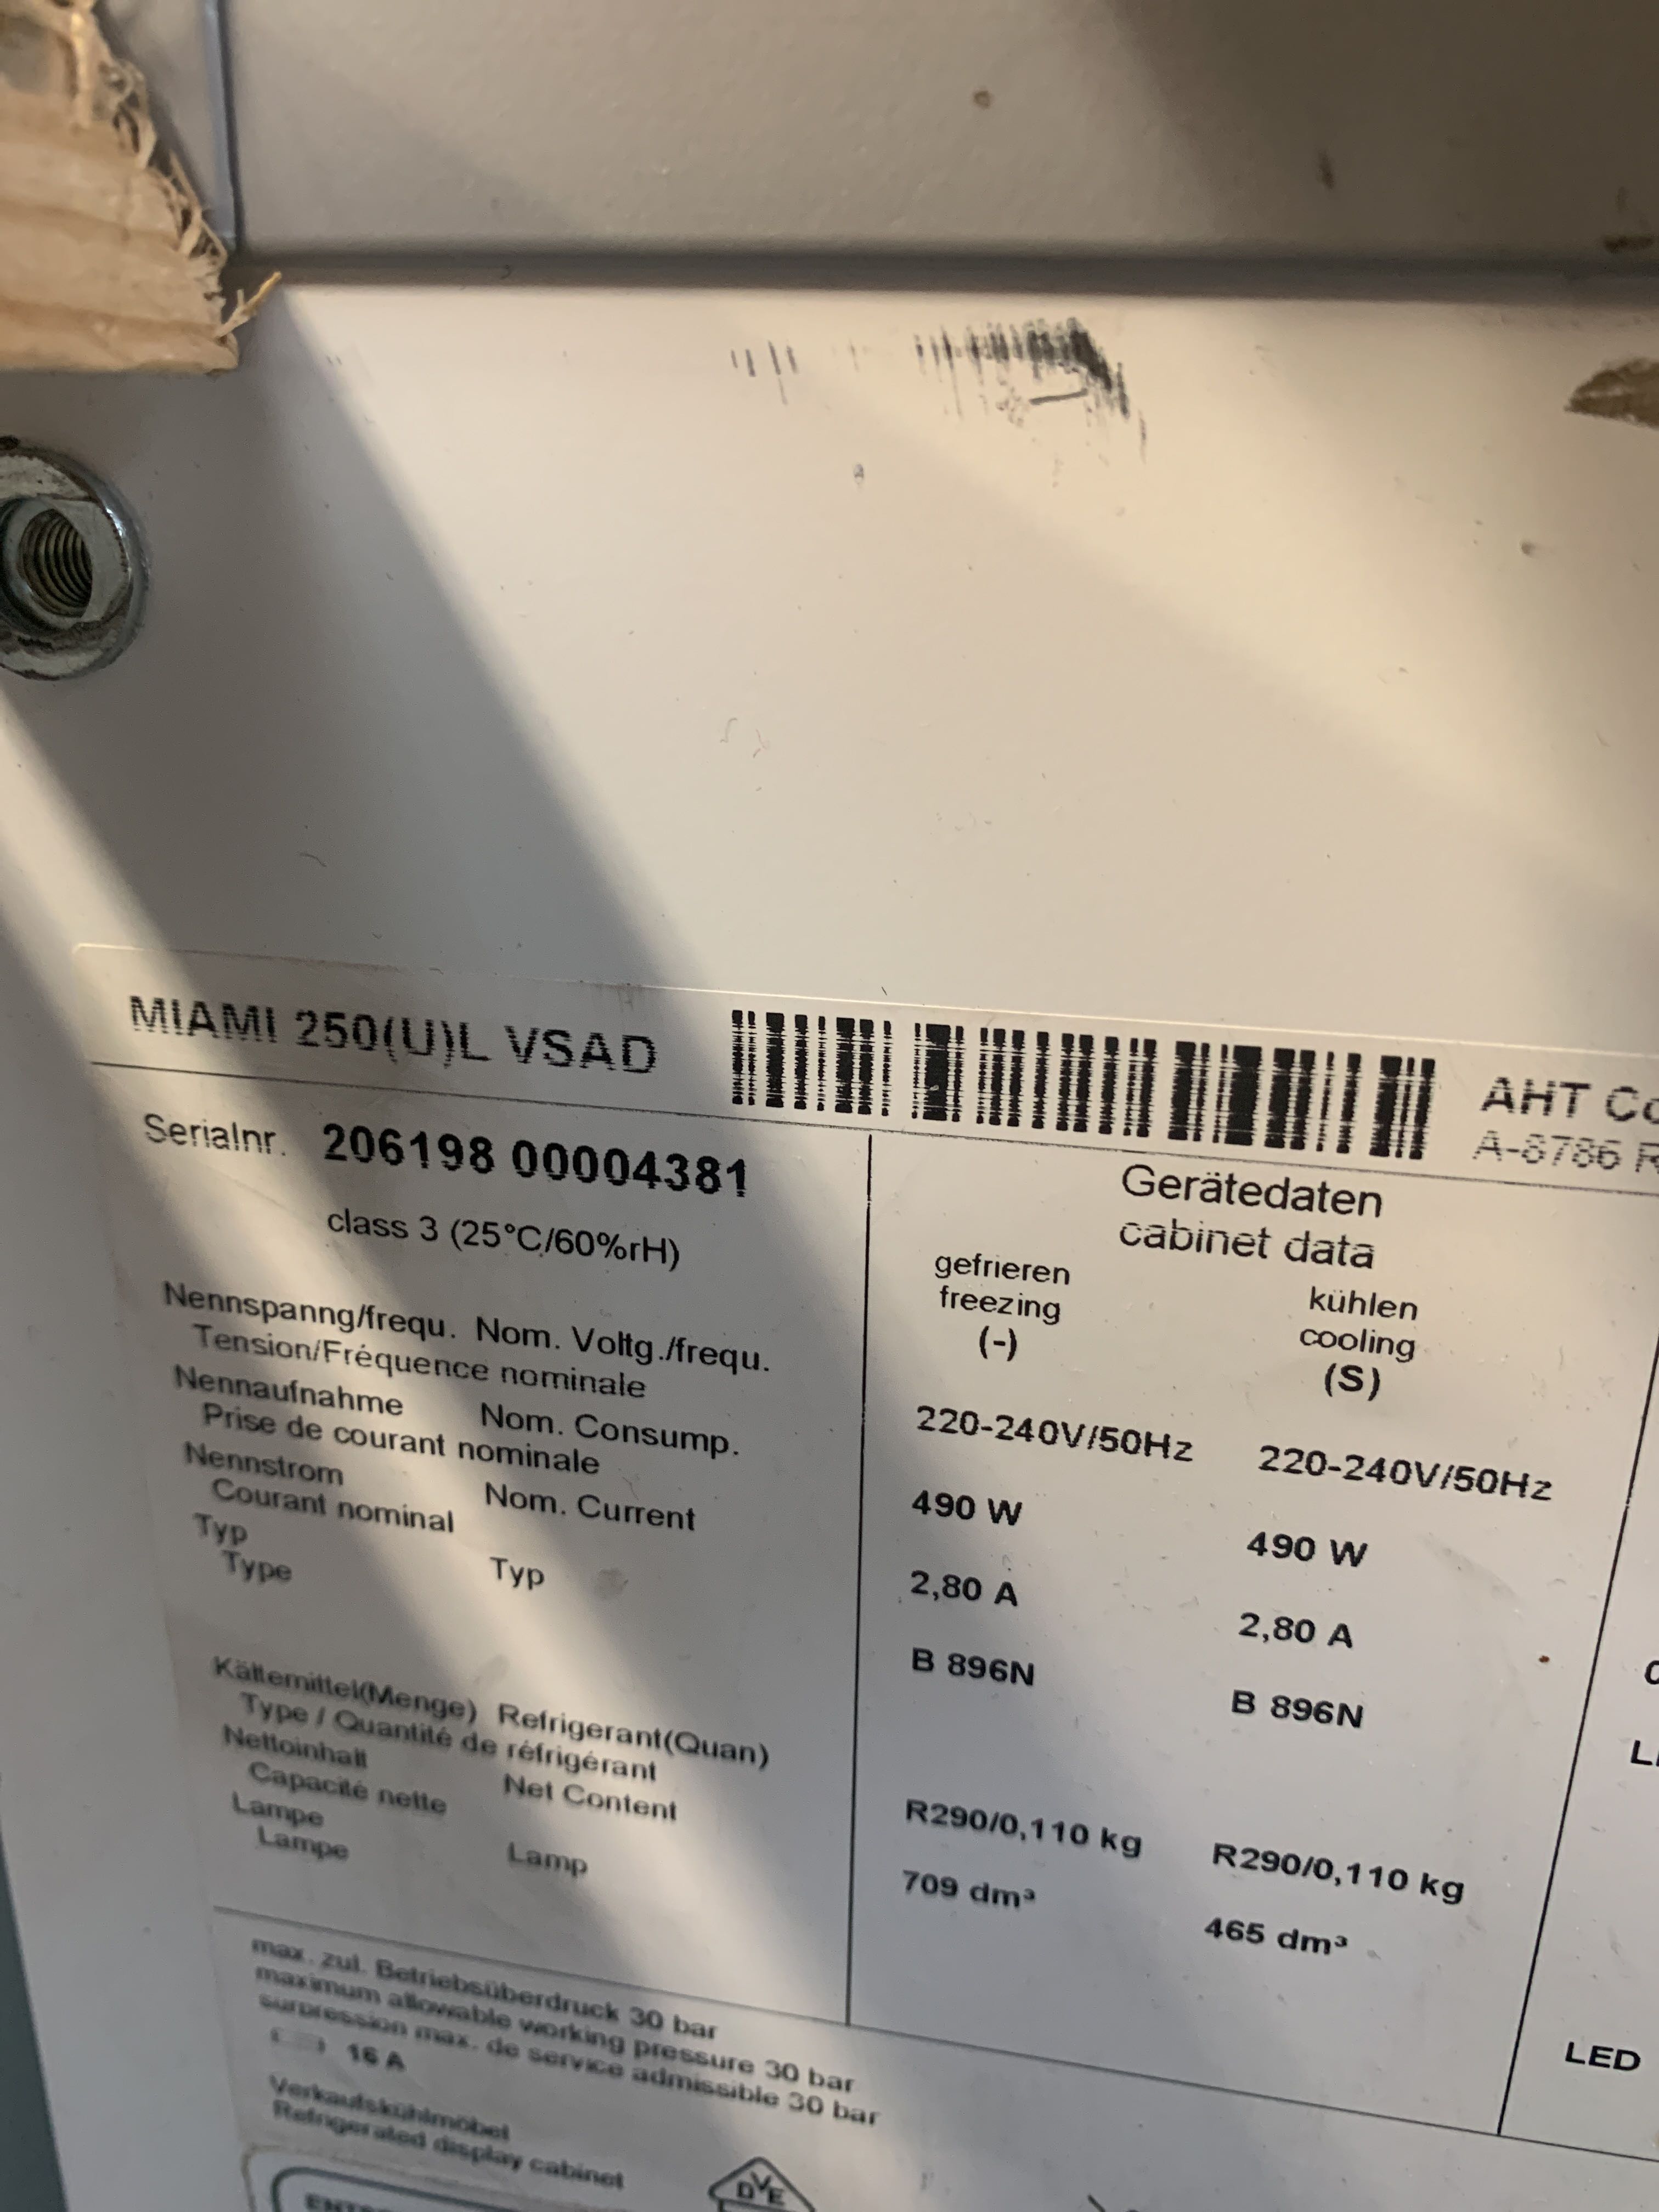 MIAMI 250(U)L VSAD
AHT
A-8786
Serialnr. 206198 00004381
class 3 (25°C/60%rH)
Gerätedaten
cabinet data
gefrieren
freezing
(-)
kühlen
cooling
(S)
Nennspanng/frequ. Nom. Voltg./frequ.
Tension/Fréquence nominale
220-240V/50Hz 220-240V/50Hz
Nennaufnahme Nom. Consump.
Prise de courant nominale
490 W 490 W
Nennstrom Nom. Current
Courant nominal
2,80 A 2,80 A
Typ Typ
Type
B 896N B 896N
Kältemittel(Menge) Refrigerant(Quan)
Type / Quantité de réfrigérant
R290/0,110 kg R290/0,110 kg
Nettoinhalt Net Content
Capacité nette
709 dm³ 465 dm³
Lampe Lamp
Lampe
LED
max. zul. Betriebsüberdruck 30 bar
maximum allowable working pressure 30 bar
surpression max. de service admissible 30 bar
16 A
Verkaufskühlmöbel
Refrigerated display cabinet
DVE